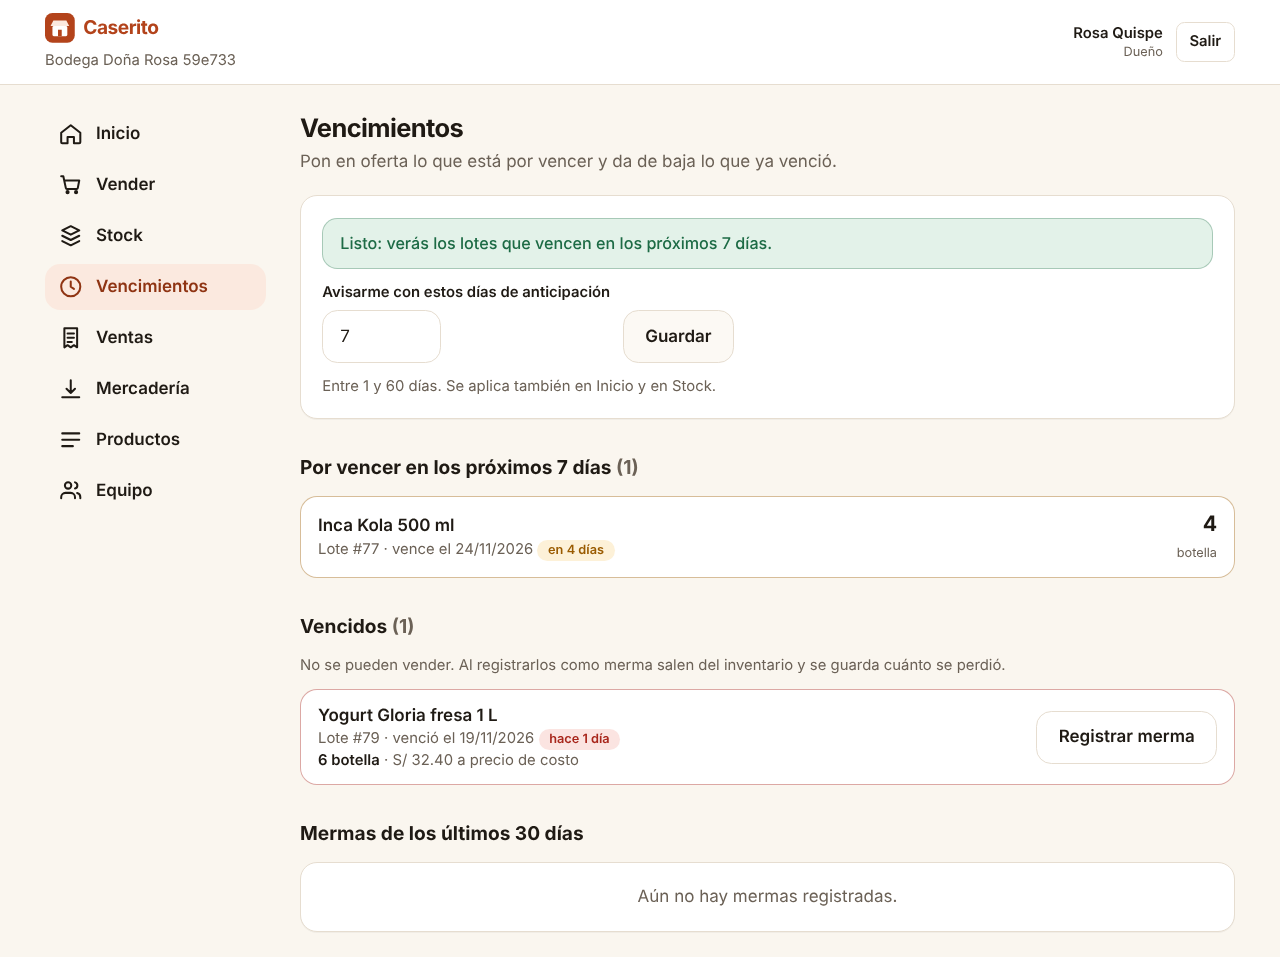 Caserito
Bodega Doña Rosa 59e733
Rosa Quispe
Dueño
Salir
Inicio
Vender
Stock
Vencimientos
Ventas
Mercadería
Productos
Equipo
Vencimientos
Pon en oferta lo que está por vencer y da de baja lo que ya venció.
Listo: verás los lotes que vencen en los próximos 7 días.
Avisarme con estos días de anticipación
7
Guardar
Entre 1 y 60 días. Se aplica también en Inicio y en Stock.
Por vencer en los próximos 7 días (1)
Inca Kola 500 ml
Lote #77 · vence el 24/11/2026 en 4 días
4
botella
Vencidos (1)
No se pueden vender. Al registrarlos como merma salen del inventario y se guarda cuánto se perdió.
Yogurt Gloria fresa 1 L
Lote #79 · venció el 19/11/2026 hace 1 día
6 botella · S/ 32.40 a precio de costo
Registrar merma
Mermas de los últimos 30 días
Aún no hay mermas registradas.